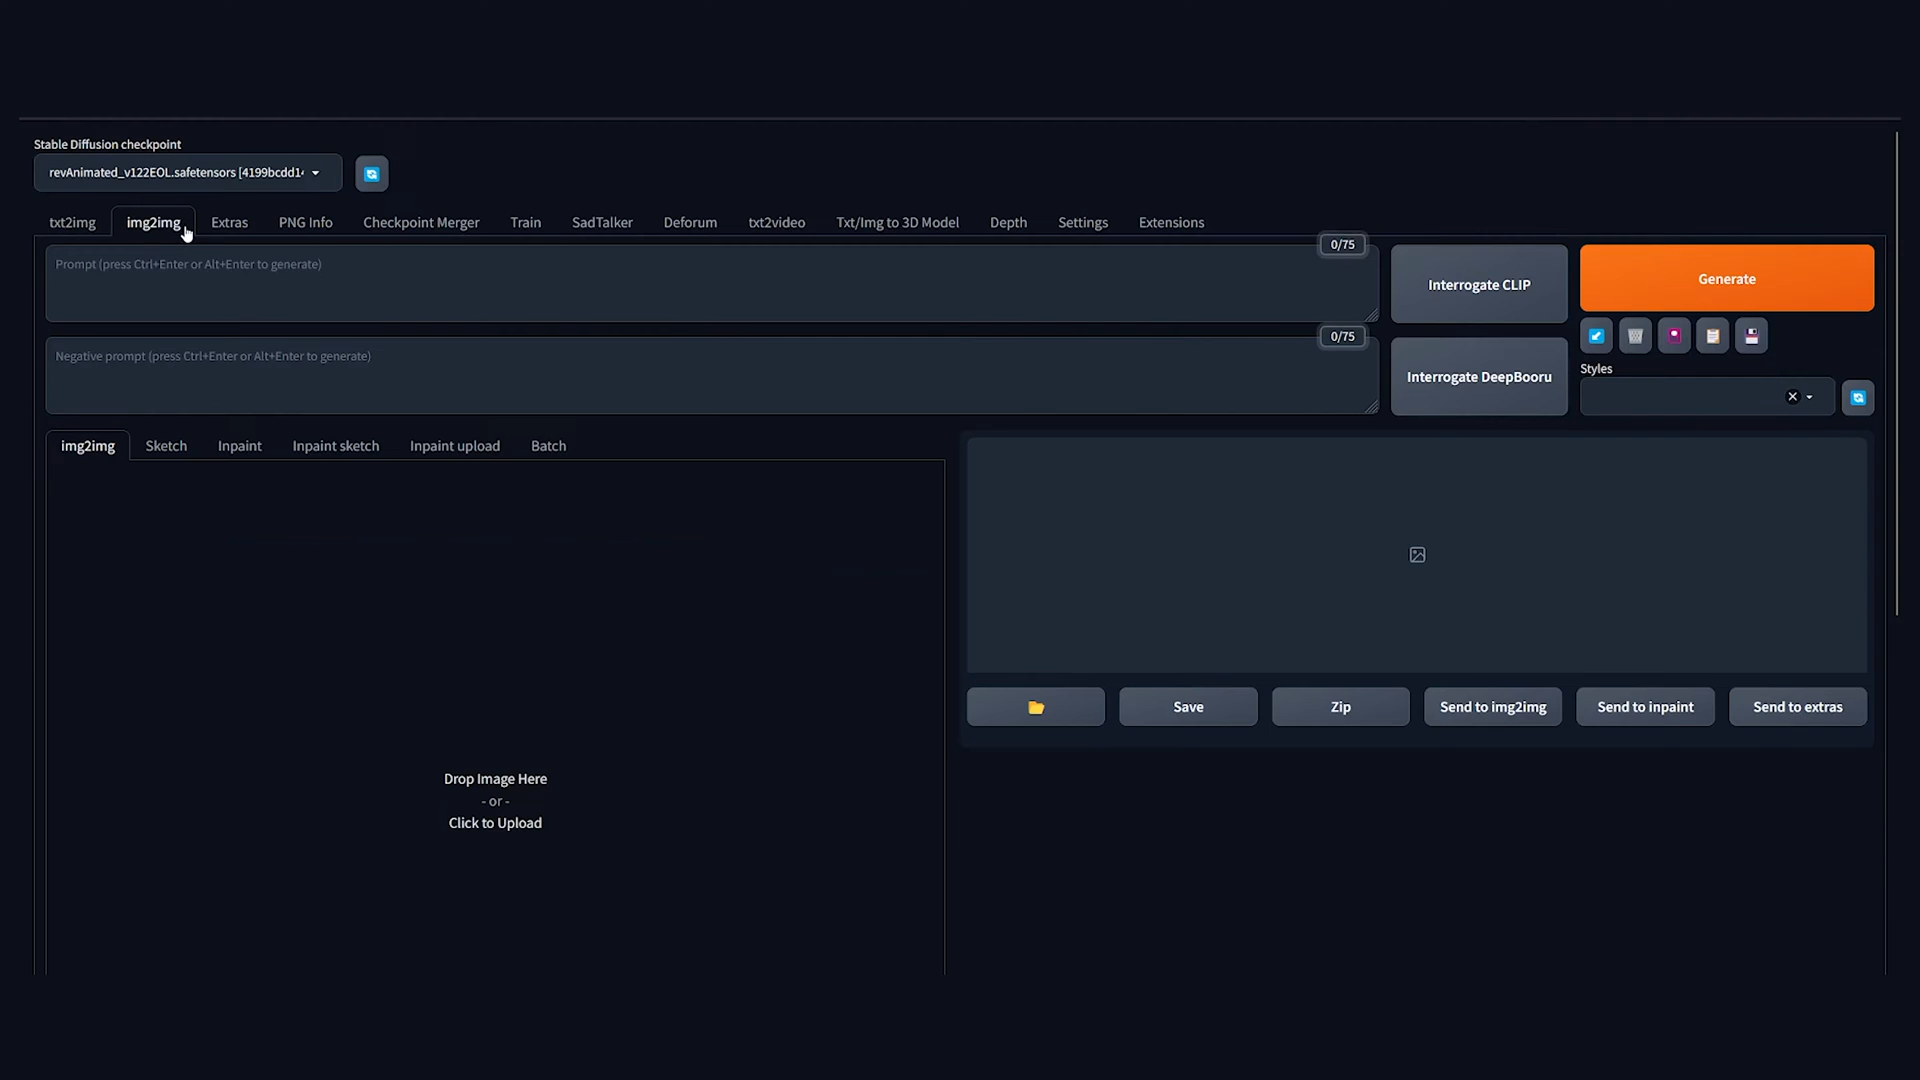 Stable Diffusion checkpoint
revAnimated_v122EOL.safetensors [4199bcdd14
txt2img img2img Extras PNG Info Checkpoint Merger Train SadTalker Deforum txt2video Txt/Img to 3D Model Depth Settings Extensions
0/75
Prompt (press Ctrl+Enter or Alt+Enter to generate)
Interrogate CLIP
Generate
0/75
Negative prompt (press Ctrl+Enter or Alt+Enter to generate)
Interrogate DeepBooru
Styles
img2img Sketch Inpaint Inpaint sketch Inpaint upload Batch
Save Zip Send to img2img Send to inpaint Send to extras
Drop Image Here
- or -
Click to Upload